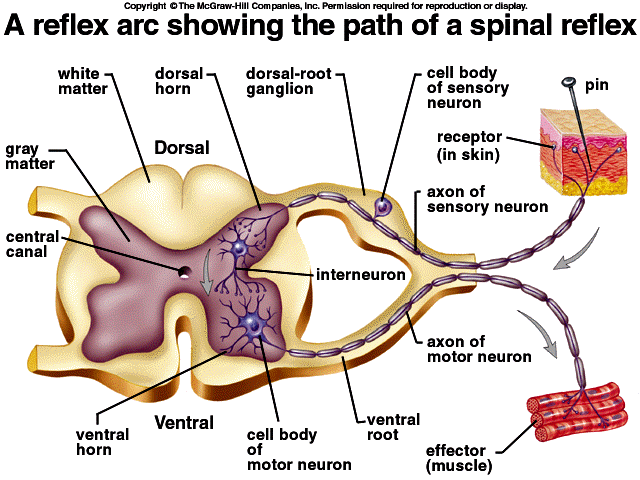 Copyright © The McGraw-Hill Companies, Inc. Permission required for reproduction or display.
A reflex arc showing the path of a spinal reflex
white
matter
dorsal
horn
dorsal-root
ganglion
cell body
of sensory
neuron
pin
receptor
(in skin)
Dorsal
gray
matter
axon of
sensory neuron
central
canal
interneuron
axon of
motor neuron
Ventral
ventral
horn
cell body
of
motor neuron
ventral
root
effector
(muscle)